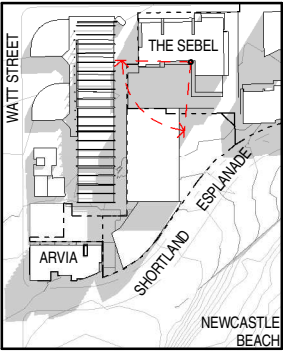 WATT STREET
THE SEBEL
SHORTLAND ESPLANADE
ARVIA
NEWCASTLE
BEACH